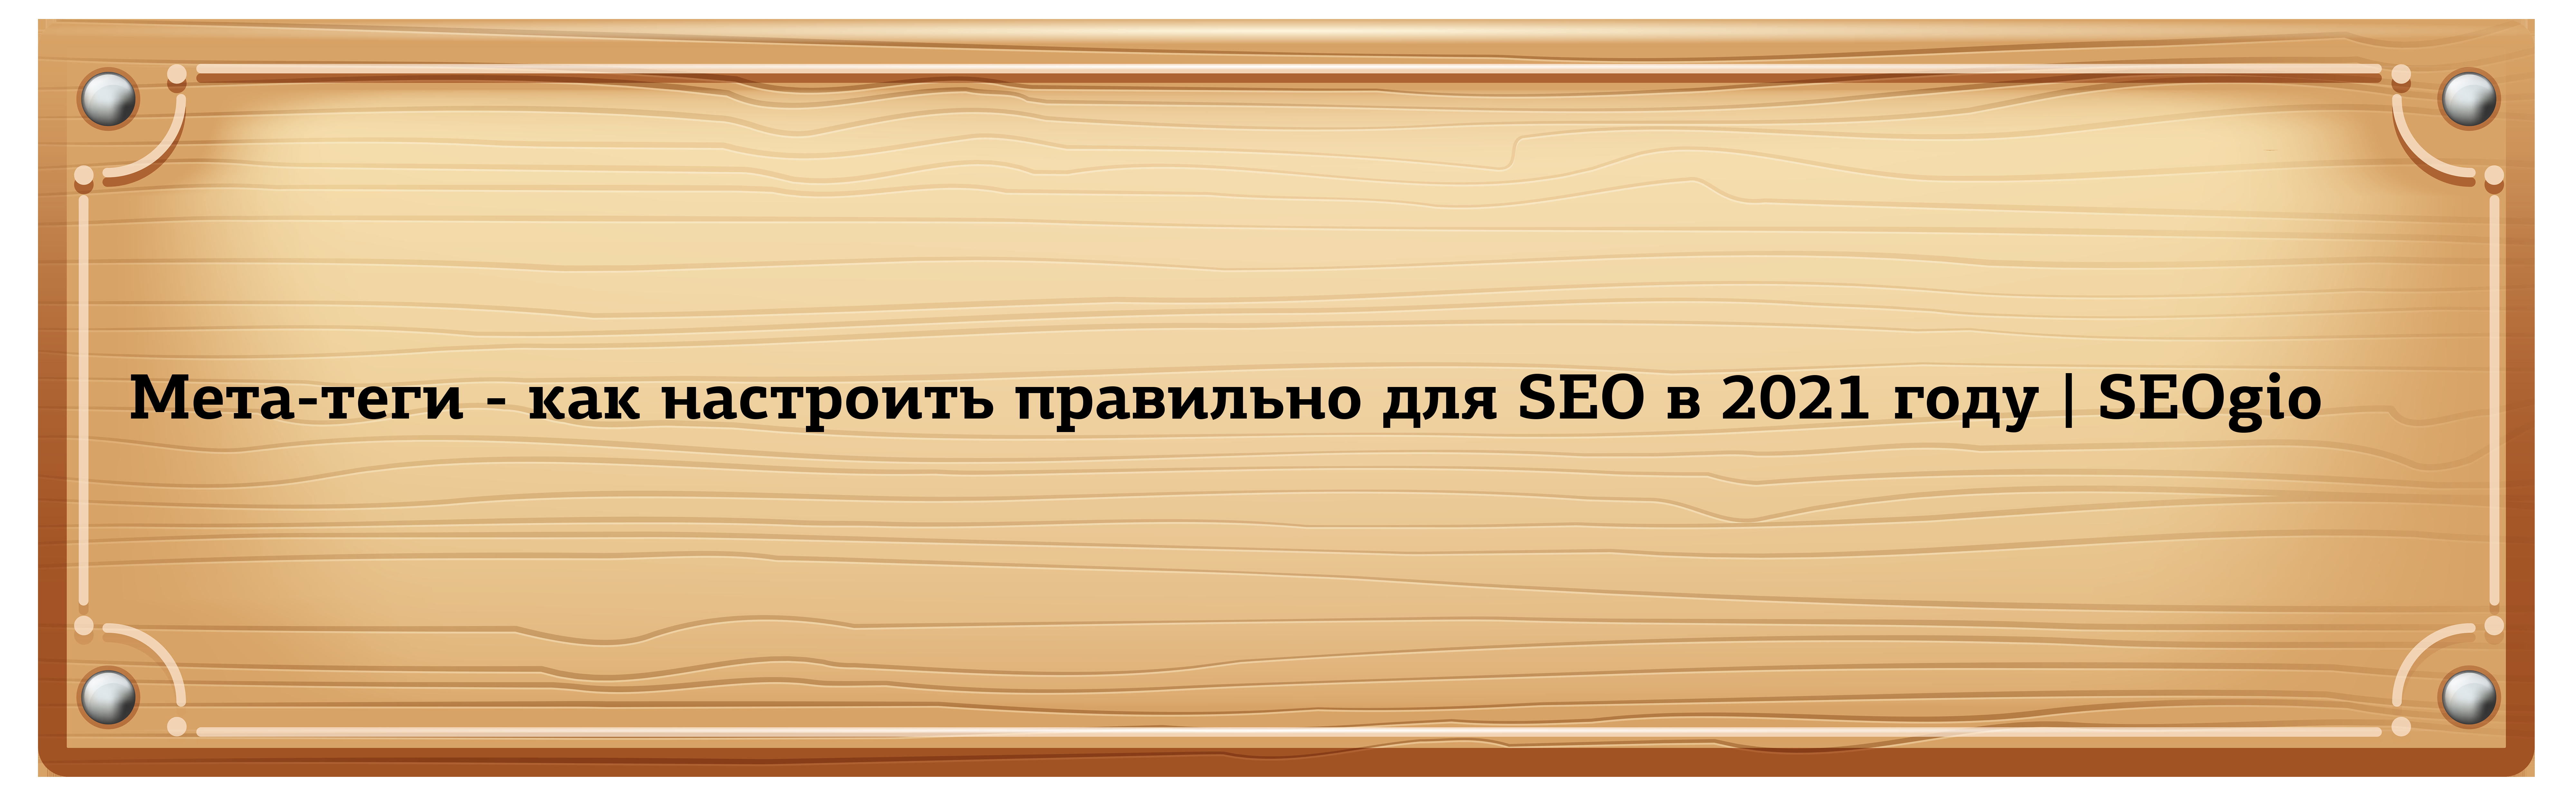 Мета-теги - как настроить правильно для SEO в 2021 году | SEOgio